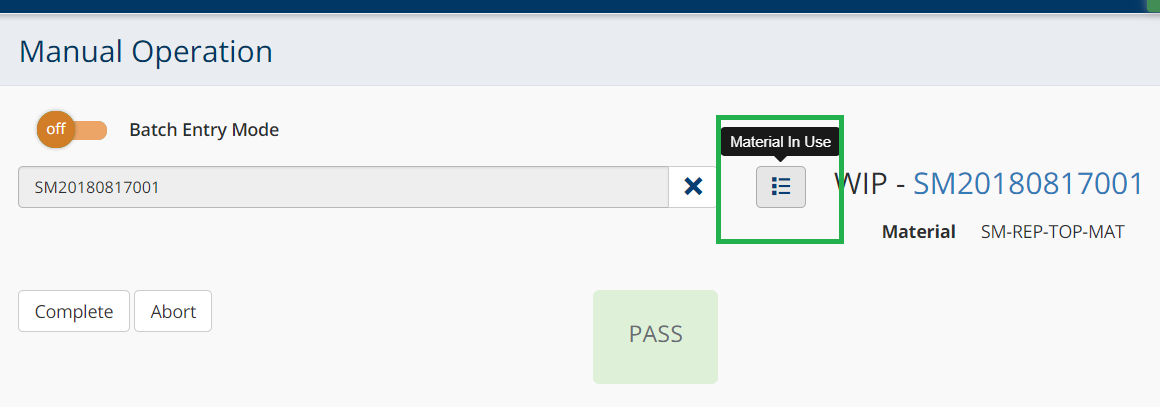 Manual Operation
off
Batch Entry Mode
Material In Use
SM20180817001
WIP - SM20180817001
Material SM-REP-TOP-MAT
Complete
Abort
PASS